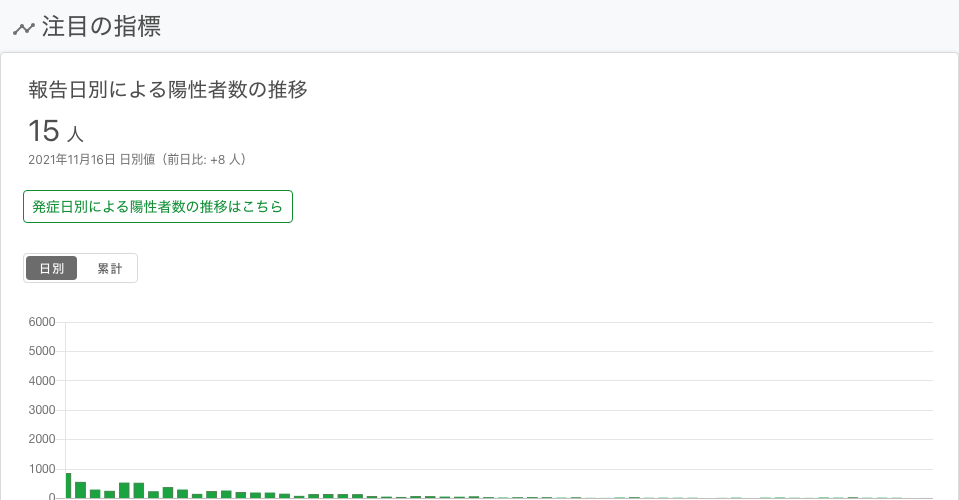 注目の指標
報告日別による陽性者数の推移
15 人
2021年11月16日 日別値（前日比: +8 人）
発症日別による陽性者数の推移はこちら
日別 累計
6000
5000
4000
3000
2000
1000
0